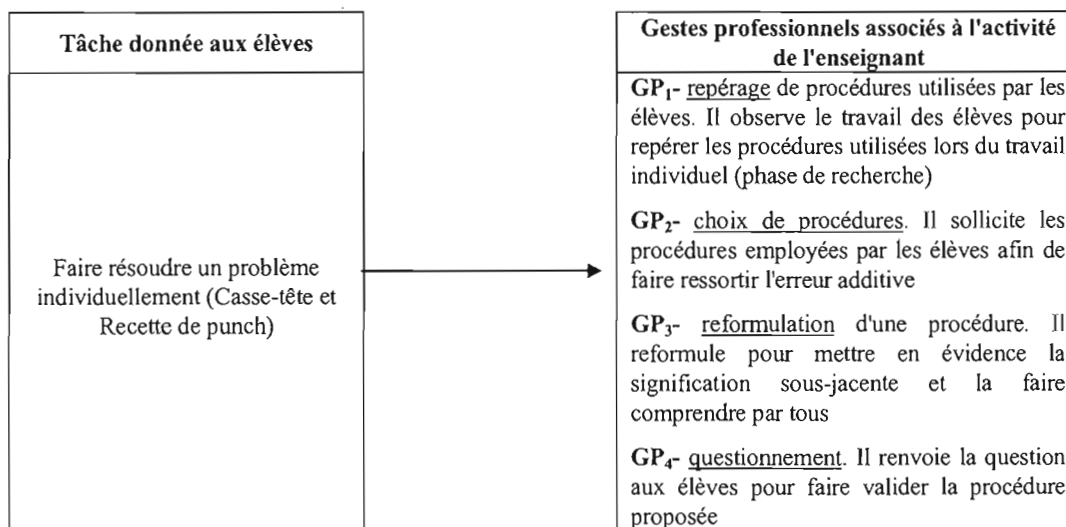 Tâche donnée aux élèves
Faire résoudre un problème
individuellement (Casse-tête et
Recette de punch)
Gestes professionnels associés à l'activité
de l'enseignant
GP₁- repérage de procédures utilisées par les
élèves. Il observe le travail des élèves pour
repérer les procédures utilisées lors du travail
individuel (phase de recherche)
GP₂- choix de procédures. Il sollicite les
procédures employées par les élèves afin de
faire ressortir l'erreur additive
GP₃- reformulation d'une procédure. Il
reformule pour mettre en évidence la
signification sous-jacente et la faire
comprendre par tous
GP₄- questionnement. Il renvoie la question
aux élèves pour faire valider la procédure
proposée